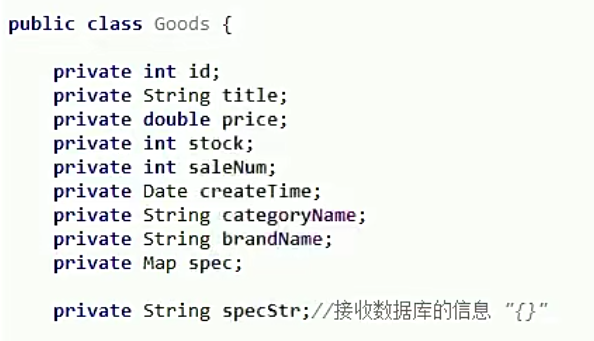 public class Goods {
private int id;
private String title;
private double price;
private int stock;
private int saleNum;
private Date createTime;
private String categoryName;
private String brandName;
private Map spec;
private String specStr;//接收数据库的信息 "{}"